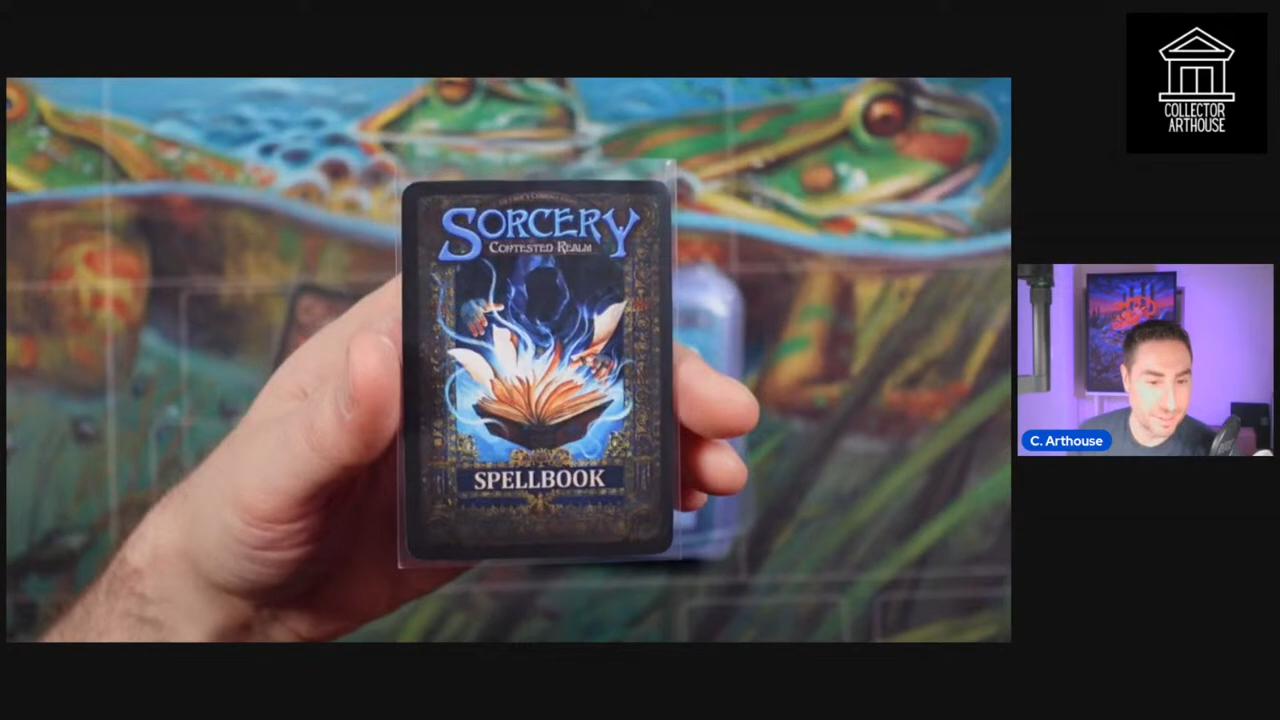 COLLECTOR
ARTHOUSE
SORCERY
CONTESTED REALM
SPELLBOOK
C. Arthouse